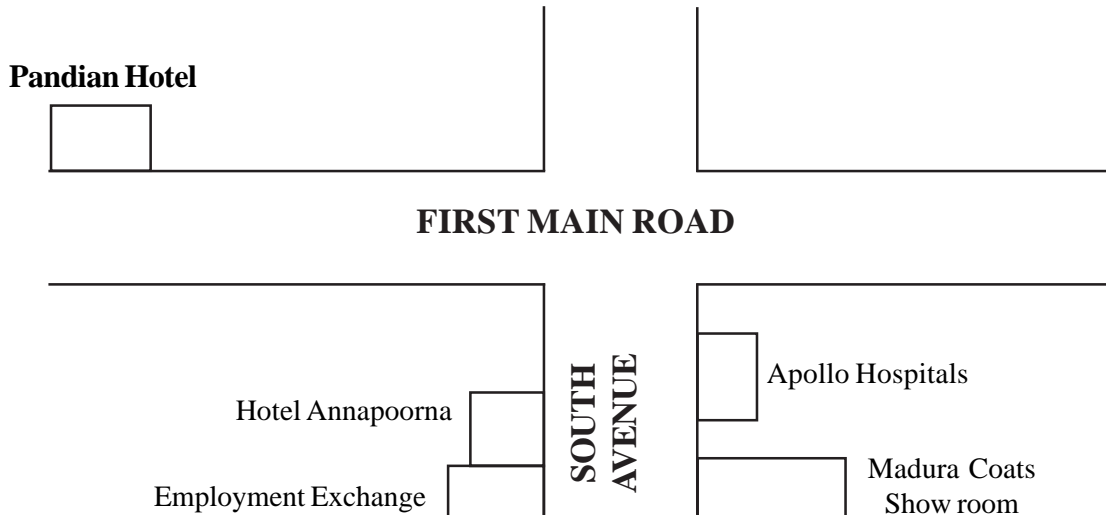 Pandian Hotel
FIRST MAIN ROAD
SOUTH
AVENUE
Apollo Hospitals
Hotel Annapoorna
Madura Coats
Show room
Employment Exchange